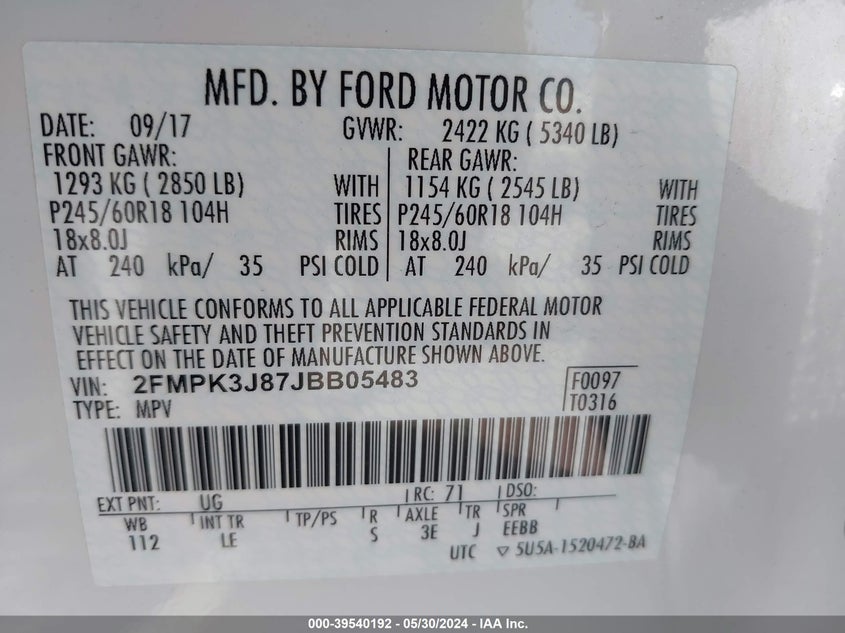 MFD. BY FORD MOTOR CO.
DATE: 09/17 GVWR: 2422 KG ( 5340 LB)
FRONT GAWR: REAR GAWR:
1293 KG ( 2850 LB) WITH 1154 KG ( 2545 LB) WITH
P245/60R18 104H TIRES P245/60R18 104H TIRES
18x8.0J RIMS 18x8.0J RIMS
AT 240 kPa/ 35 PSI COLD AT 240 kPa/ 35 PSI COLD
THIS VEHICLE CONFORMS TO ALL APPLICABLE FEDERAL MOTOR
VEHICLE SAFETY AND THEFT PREVENTION STANDARDS IN
EFFECT ON THE DATE OF MANUFACTURE SHOWN ABOVE.
VIN: 2FMPK3J87JBB05483 F0097
TYPE: MPV T0316
EXT PNT: UG RC: 71 DSO:
WB INT TR TP/PS R AXLE TR SPR
112 LE S 3E J EEBB
UTC ▽ 5U5A-1520472-BA
000-39540192 - 05/30/2024 - IAA Inc.